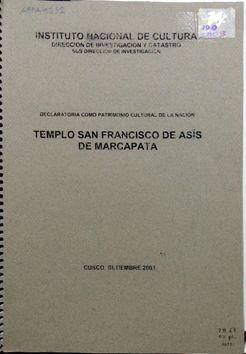 INSTITUTO NACIONAL DE CULTURA
DIRECCIÓN DE INVESTIGACIÓN Y CATASTRO
SUB DIRECCIÓN DE INVESTIGACIÓN
DECLARATORIA COMO PATRIMONIO CULTURAL DE LA NACIÓN
TEMPLO SAN FRANCISCO DE ASÍS
DE MARCAPATA
CUSCO, SETIEMBRE 2001